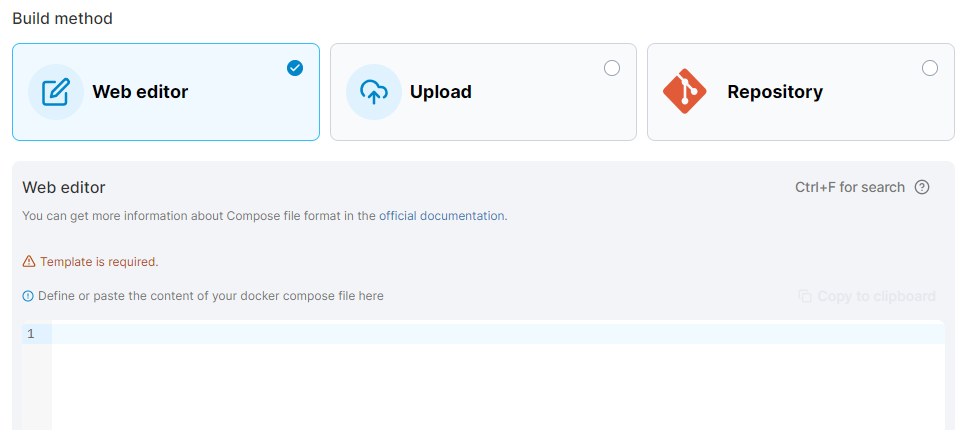 Build method
Web editor
Upload
Repository
Web editor
Ctrl+F for search
You can get more information about Compose file format in the official documentation.
Template is required.
Define or paste the content of your docker compose file here
Copy to clipboard
1